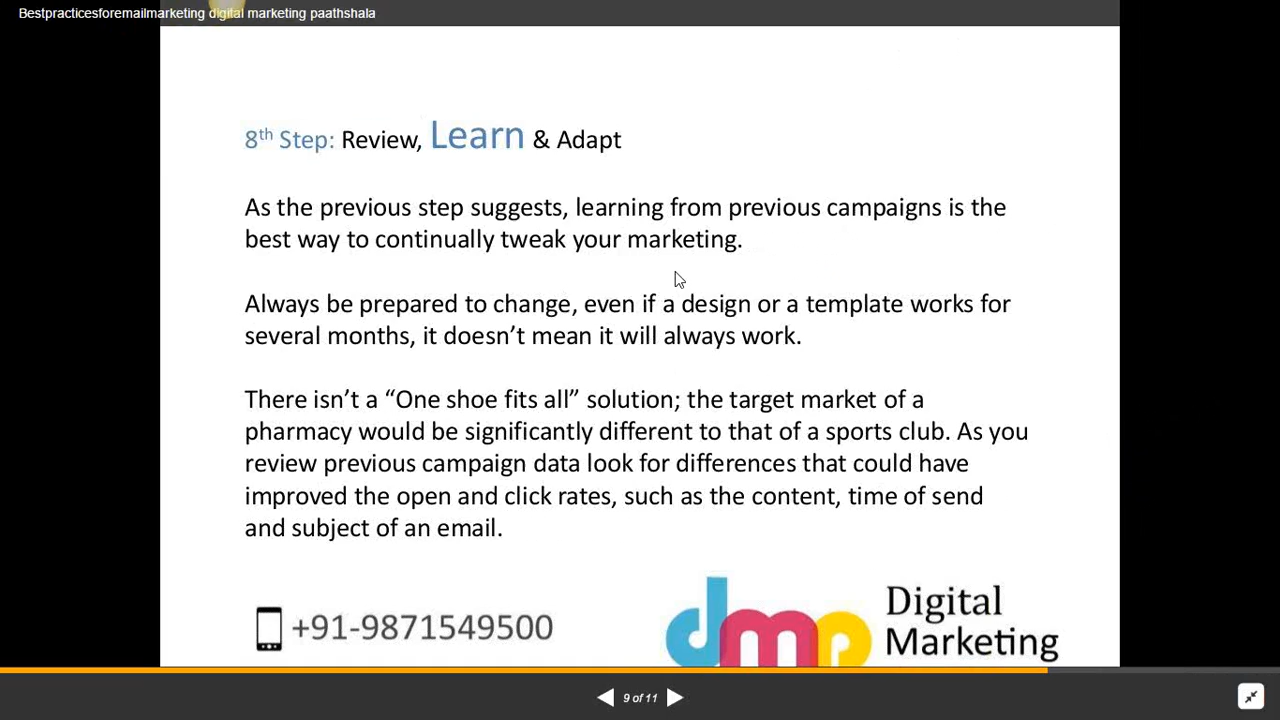 Bestpracticesforemailmarketing digital marketing paathshala
8th Step: Review, Learn & Adapt
As the previous step suggests, learning from previous campaigns is the
best way to continually tweak your marketing.
Always be prepared to change, even if a design or a template works for
several months, it doesn’t mean it will always work.
There isn’t a “One shoe fits all” solution; the target market of a
pharmacy would be significantly different to that of a sports club. As you
review previous campaign data look for differences that could have
improved the open and click rates, such as the content, time of send
and subject of an email.
+91-9871549500
dmp Digital
Marketing
9 of 11